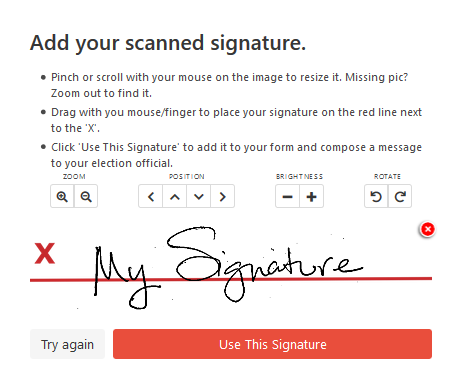 Add your scanned signature.
• Pinch or scroll with your mouse on the image to resize it. Missing pic?
Zoom out to find it.
• Drag with you mouse/finger to place your signature on the red line next
to the 'X'.
• Click 'Use This Signature' to add it to your form and compose a message
to your election official.
ZOOM POSITION BRIGHTNESS ROTATE
X My Signature
Try again Use This Signature